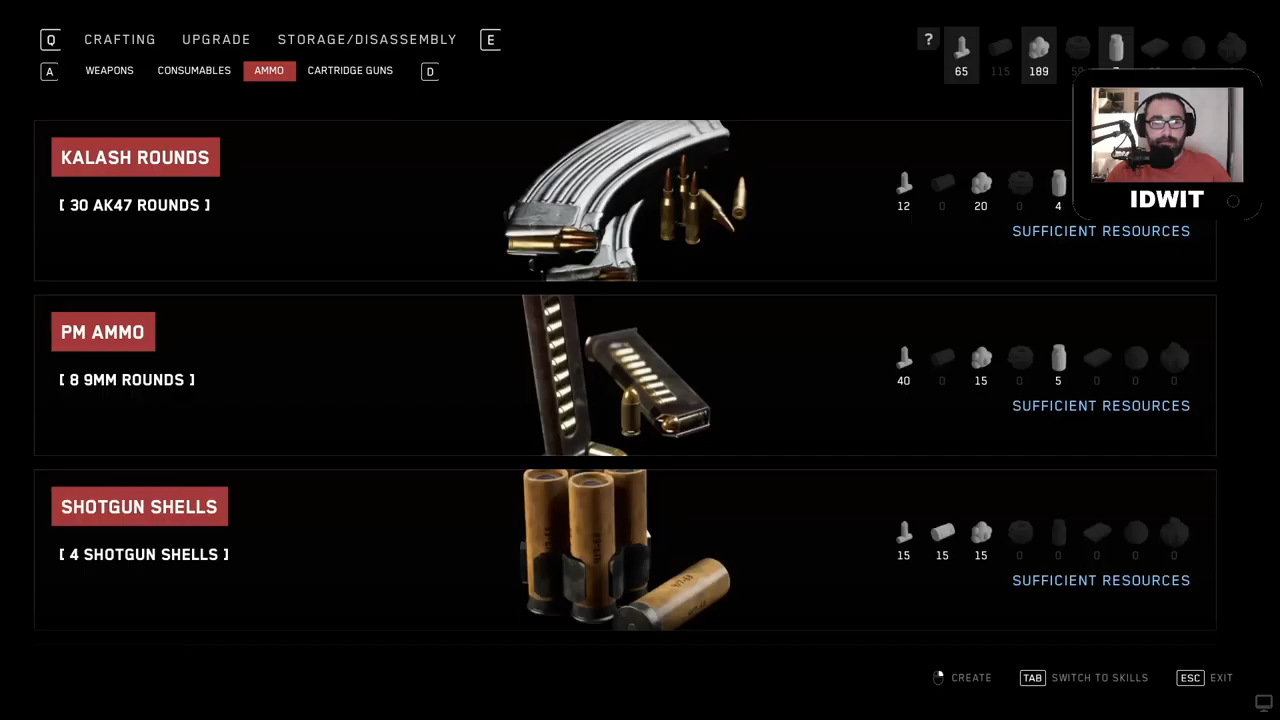 Q CRAFTING UPGRADE STORAGE/DISASSEMBLY E
A WEAPONS CONSUMABLES AMMO CARTRIDGE GUNS D
?
65 115 189
IDWIT
KALASH ROUNDS
[ 30 AK47 ROUNDS ]
12 0 20 0 4
SUFFICIENT RESOURCES
PM AMMO
[ 8 9MM ROUNDS ]
40 0 15 0 5 0 0 0
SUFFICIENT RESOURCES
SHOTGUN SHELLS
[ 4 SHOTGUN SHELLS ]
15 15 15 0 0 0 0 0
SUFFICIENT RESOURCES
CREATE TAB SWITCH TO SKILLS ESC EXIT